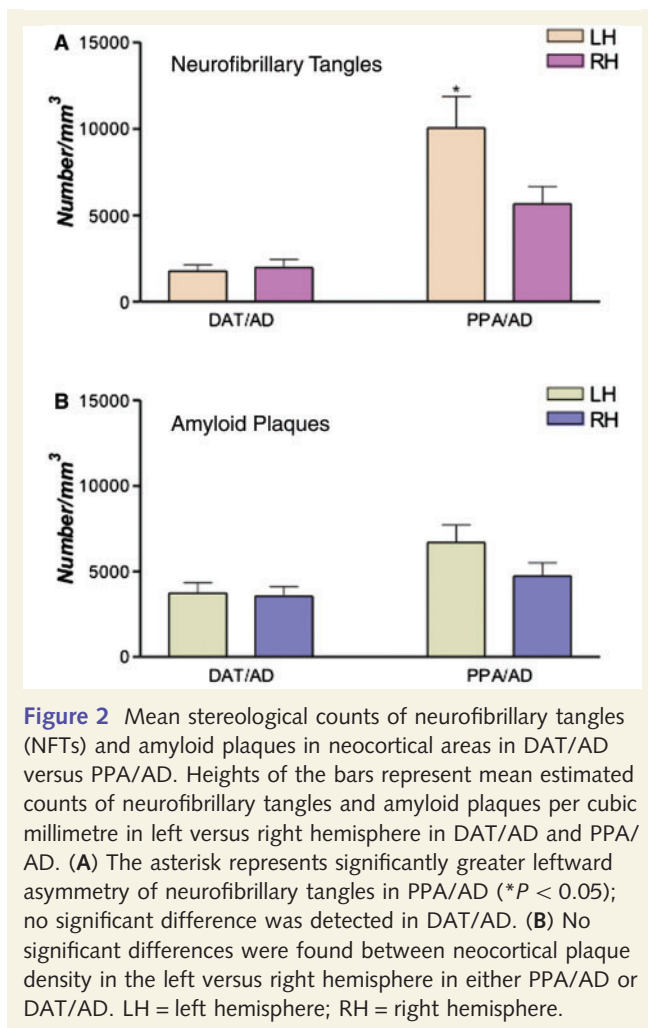 A
15000
Neurofibrillary Tangles
LH
RH
*
10000
5000
0
Number/mm³
DAT/AD
PPA/AD
B
15000
Amyloid Plaques
LH
RH
10000
5000
0
Number/mm³
DAT/AD
PPA/AD
Figure 2 Mean stereological counts of neurofibrillary tangles
(NFTs) and amyloid plaques in neocortical areas in DAT/AD
versus PPA/AD. Heights of the bars represent mean estimated
counts of neurofibrillary tangles and amyloid plaques per cubic
millimetre in left versus right hemisphere in DAT/AD and PPA/
AD. (A) The asterisk represents significantly greater leftward
asymmetry of neurofibrillary tangles in PPA/AD (*P < 0.05);
no significant difference was detected in DAT/AD. (B) No
significant differences were found between neocortical plaque
density in the left versus right hemisphere in either PPA/AD or
DAT/AD. LH = left hemisphere; RH = right hemisphere.